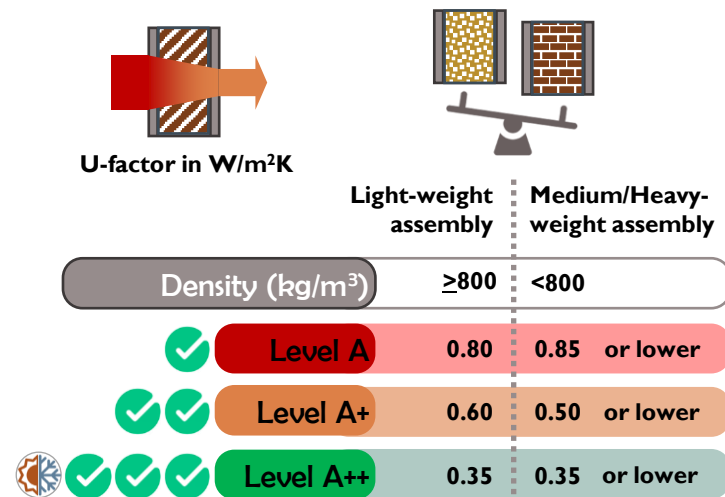 U-factor in W/m²K
Light-weight assembly
Medium/Heavy-weight assembly
Density (kg/m³) ≥800 <800
Level A 0.80 0.85 or lower
Level A+ 0.60 0.50 or lower
Level A++ 0.35 0.35 or lower